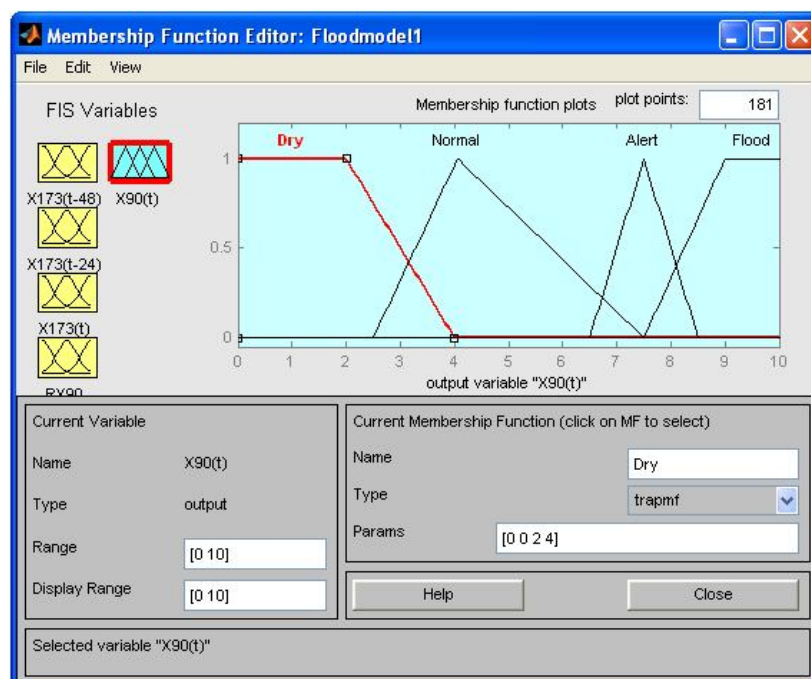 Membership Function Editor: Floodmodel1
File Edit View
FIS Variables
Membership function plots plot points: 181
X173(t-48) X90(t)
X173(t-24)
X173(t)
RX90
Dry Normal Alert Flood
1
0.5
0
0 1 2 3 4 5 6 7 8 9 10
output variable "X90(t)"
Current Variable
Name X90(t)
Type output
Range [0 10]
Display Range [0 10]
Current Membership Function (click on MF to select)
Name Dry
Type trapmf
Params [0 0 2 4]
Help Close
Selected variable "X90(t)"